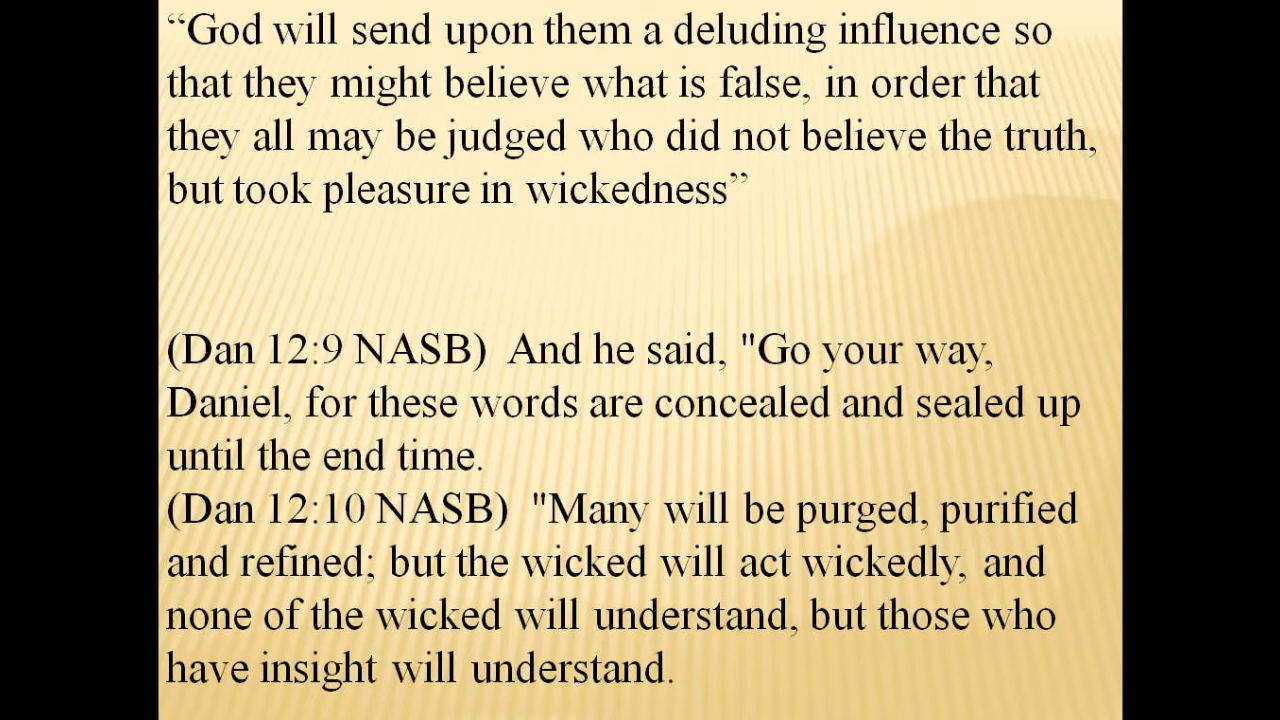 “God will send upon them a deluding influence so
that they might believe what is false, in order that
they all may be judged who did not believe the truth,
but took pleasure in wickedness”
(Dan 12:9 NASB)  And he said, "Go your way,
Daniel, for these words are concealed and sealed up
until the end time.
(Dan 12:10 NASB)  "Many will be purged, purified
and refined; but the wicked will act wickedly, and
none of the wicked will understand, but those who
have insight will understand.